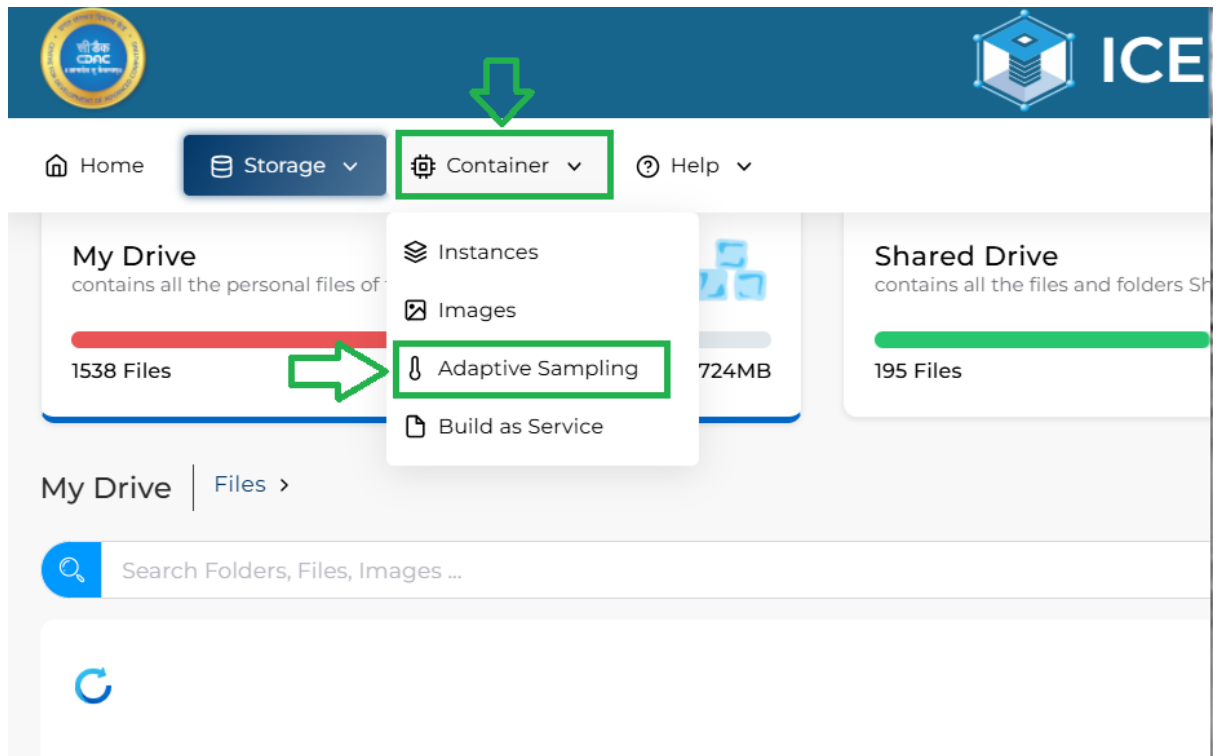 सी डैक
CDAC
ICE
Home
Storage
Container
Help
My Drive
contains all the personal files of
1538 Files
724MB
Instances
Images
Adaptive Sampling
Build as Service
Shared Drive
contains all the files and folders Sh
195 Files
My Drive
Files >
Search Folders, Files, Images ...